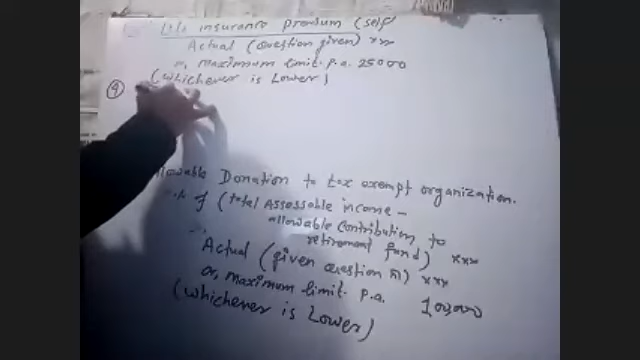 Life insurance premium (self
Actual (question given) xxx
or, maximum limit p.a. 25000
(whichever is Lower)
④
Allowable Donation to tax exempt organization.
% of (total Assessable income -
allowable contribution to
retirement fund) xxx
Actual (given question मा) xxx
or, maximum limit p.a. 100000
(whichever is Lower)